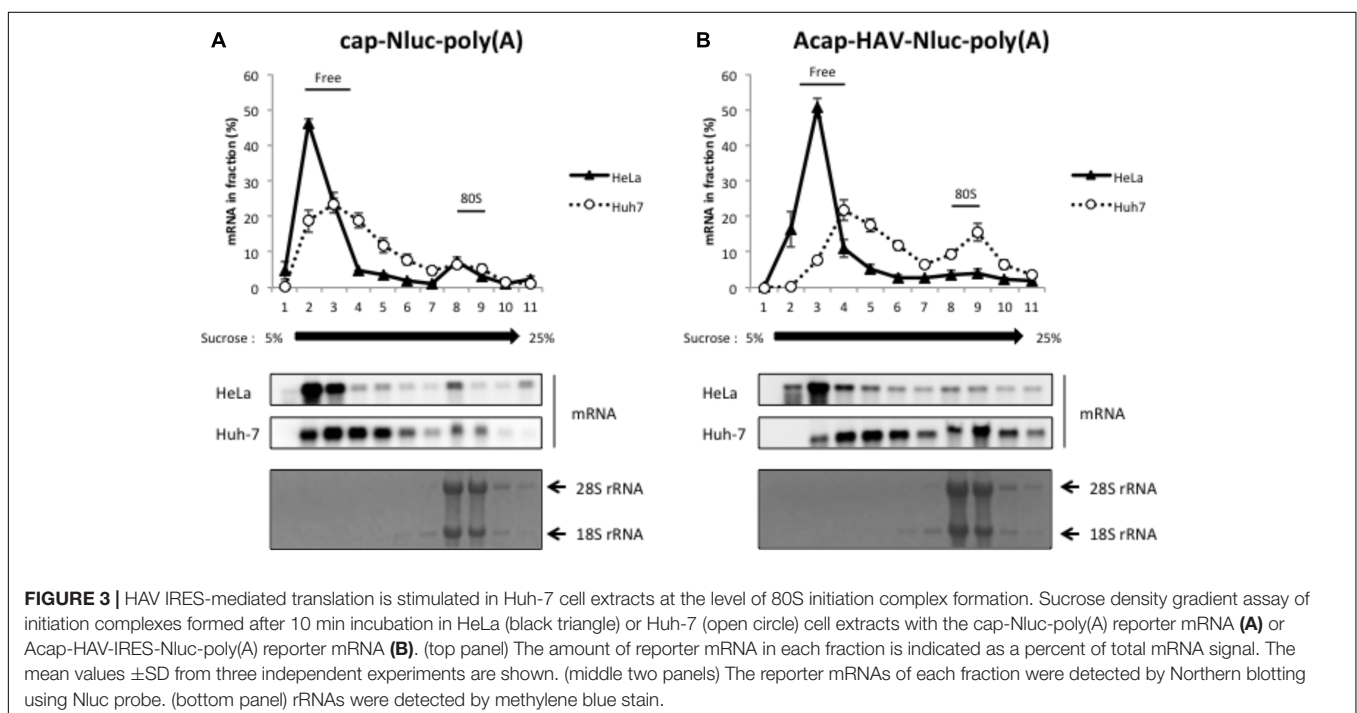 A cap-Nluc-poly(A)
60
50
40
30
20
10
0
mRNA in fraction (%)
Free
80S
HeLa
Huh7
1 2 3 4 5 6 7 8 9 10 11
Sucrose : 5% 25%
HeLa
Huh-7
mRNA
28S rRNA
18S rRNA
B Acap-HAV-Nluc-poly(A)
60
50
40
30
20
10
0
mRNA in fraction (%)
Free
80S
HeLa
Huh7
1 2 3 4 5 6 7 8 9 10 11
Sucrose : 5% 25%
HeLa
Huh-7
mRNA
28S rRNA
18S rRNA
FIGURE 3 | HAV IRES-mediated translation is stimulated in Huh-7 cell extracts at the level of 80S initiation complex formation. Sucrose density gradient assay of
initiation complexes formed after 10 min incubation in HeLa (black triangle) or Huh-7 (open circle) cell extracts with the cap-Nluc-poly(A) reporter mRNA (A) or
Acap-HAV-IRES-Nluc-poly(A) reporter mRNA (B). (top panel) The amount of reporter mRNA in each fraction is indicated as a percent of total mRNA signal. The
mean values ±SD from three independent experiments are shown. (middle two panels) The reporter mRNAs of each fraction were detected by Northern blotting
using Nluc probe. (bottom panel) rRNAs were detected by methylene blue stain.